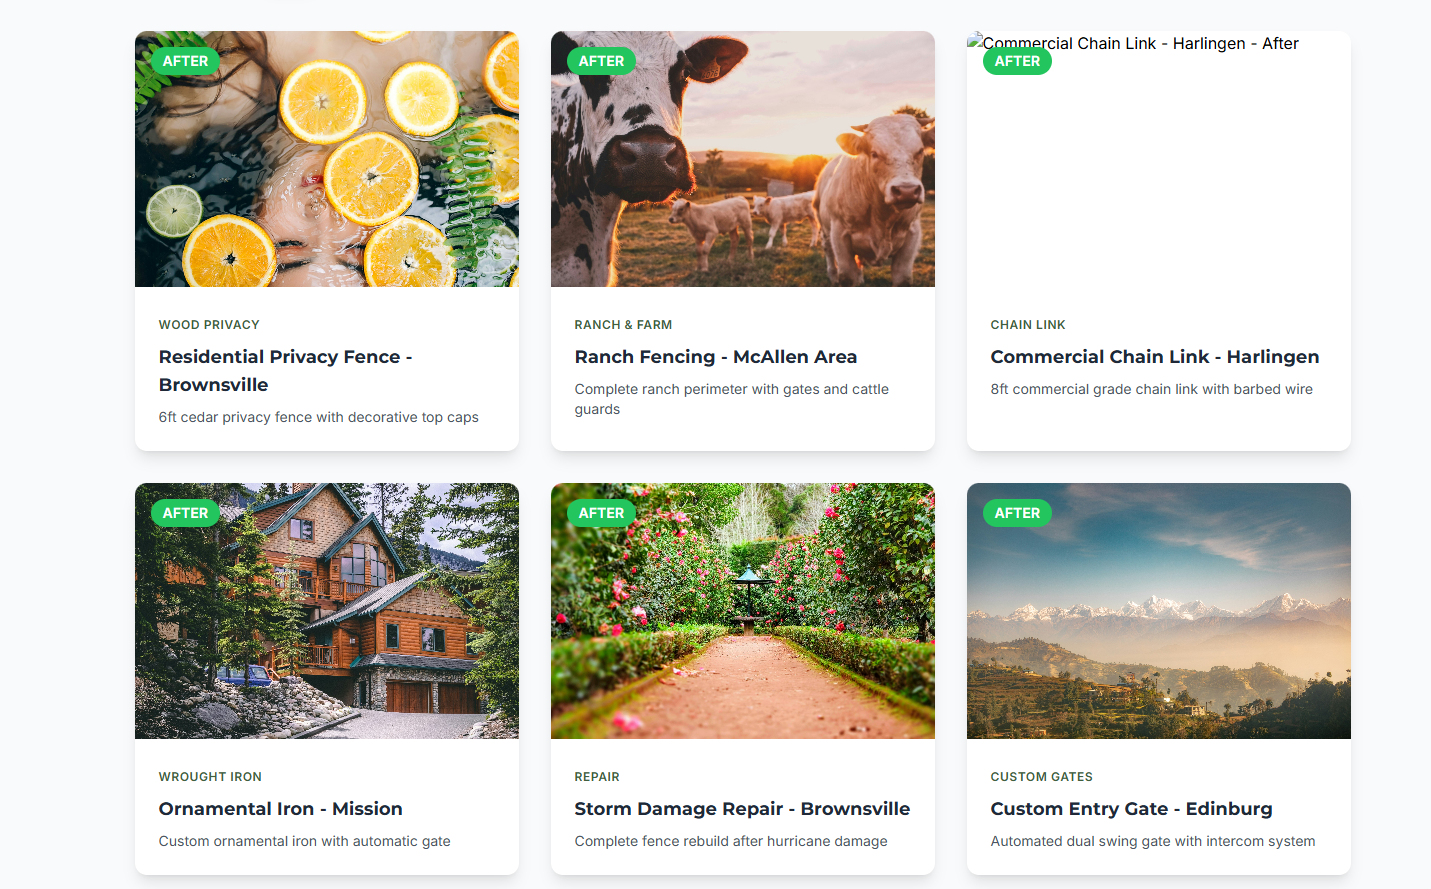 AFTER
WOOD PRIVACY
Residential Privacy Fence -
Brownsville
6ft cedar privacy fence with decorative top caps
AFTER
RANCH & FARM
Ranch Fencing - McAllen Area
Complete ranch perimeter with gates and cattle
guards
Commercial Chain Link - Harlingen - After
AFTER
CHAIN LINK
Commercial Chain Link - Harlingen
8ft commercial grade chain link with barbed wire
AFTER
WROUGHT IRON
Ornamental Iron - Mission
Custom ornamental iron with automatic gate
AFTER
REPAIR
Storm Damage Repair - Brownsville
Complete fence rebuild after hurricane damage
AFTER
CUSTOM GATES
Custom Entry Gate - Edinburg
Automated dual swing gate with intercom system